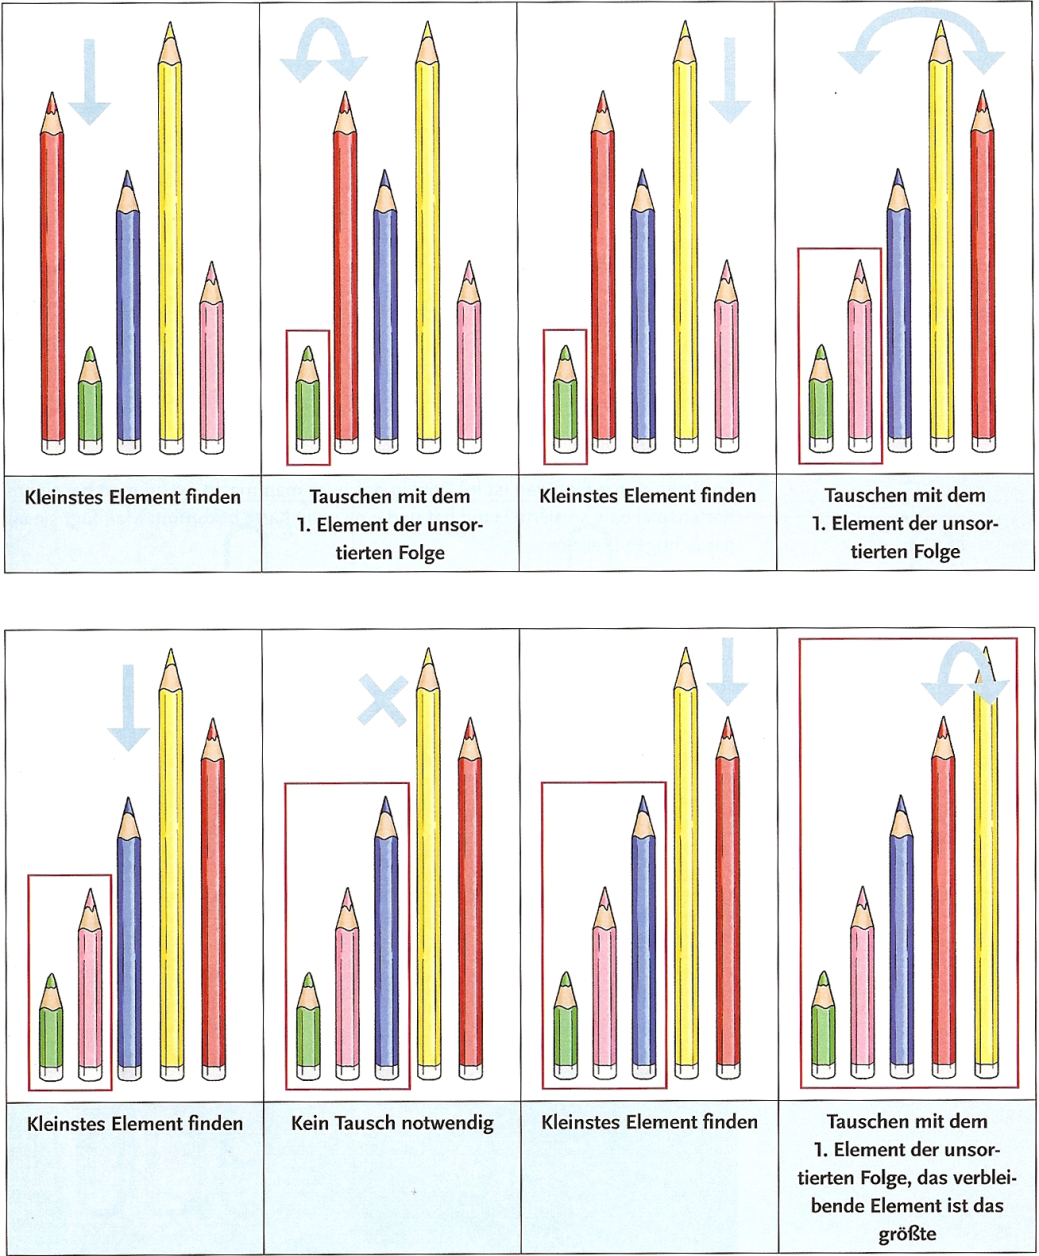 Kleinstes Element finden
Tauschen mit dem
1. Element der unsor-
tierten Folge
Kleinstes Element finden
Tauschen mit dem
1. Element der unsor-
tierten Folge
Kleinstes Element finden
Kein Tausch notwendig
Kleinstes Element finden
Tauschen mit dem
1. Element der unsor-
tierten Folge, das verblei-
bende Element ist das
größte